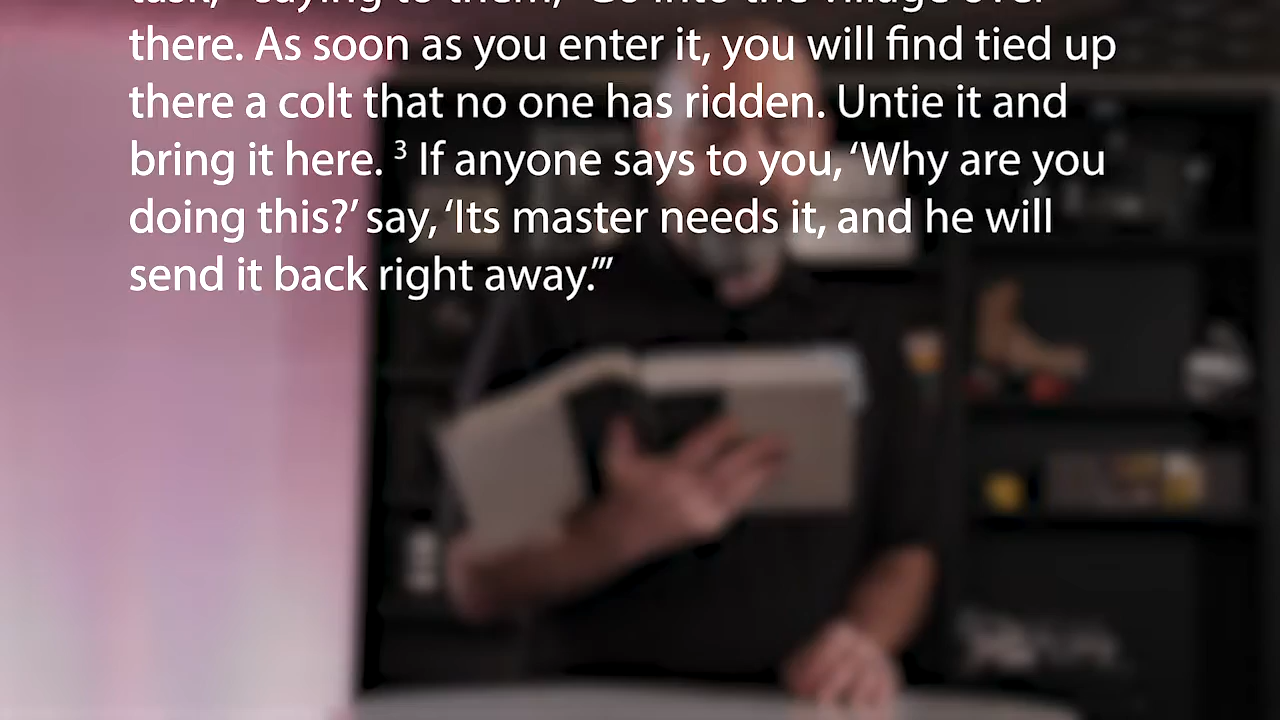 there. As soon as you enter it, you will find tied up
there a colt that no one has ridden. Untie it and
bring it here. ³ If anyone says to you, ‘Why are you
doing this?’ say, ‘Its master needs it, and he will
send it back right away.’”